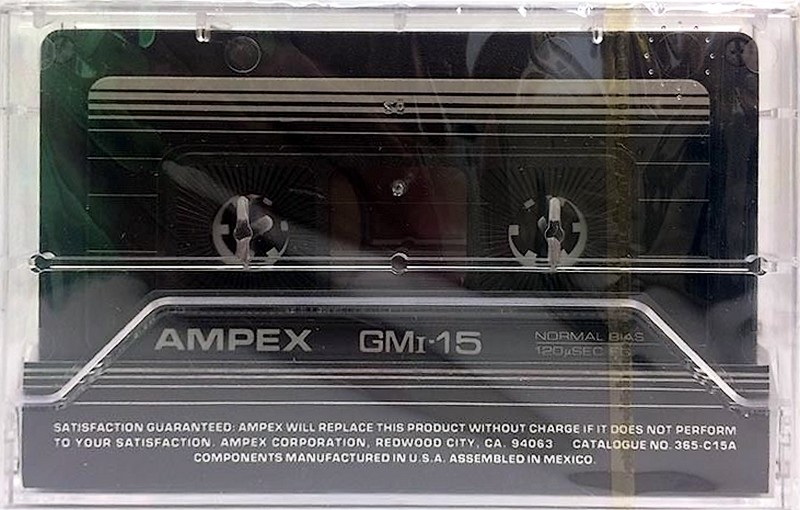 AMPEX GMI-15 NORMAL BIAS
120µSEC EQ
SATISFACTION GUARANTEED: AMPEX WILL REPLACE THIS PRODUCT WITHOUT CHARGE IF IT DOES NOT PERFORM
TO YOUR SATISFACTION. AMPEX CORPORATION, REDWOOD CITY, CA. 94063 CATALOGUE NO. 365-C15A
COMPONENTS MANUFACTURED IN U.S.A. ASSEMBLED IN MEXICO.